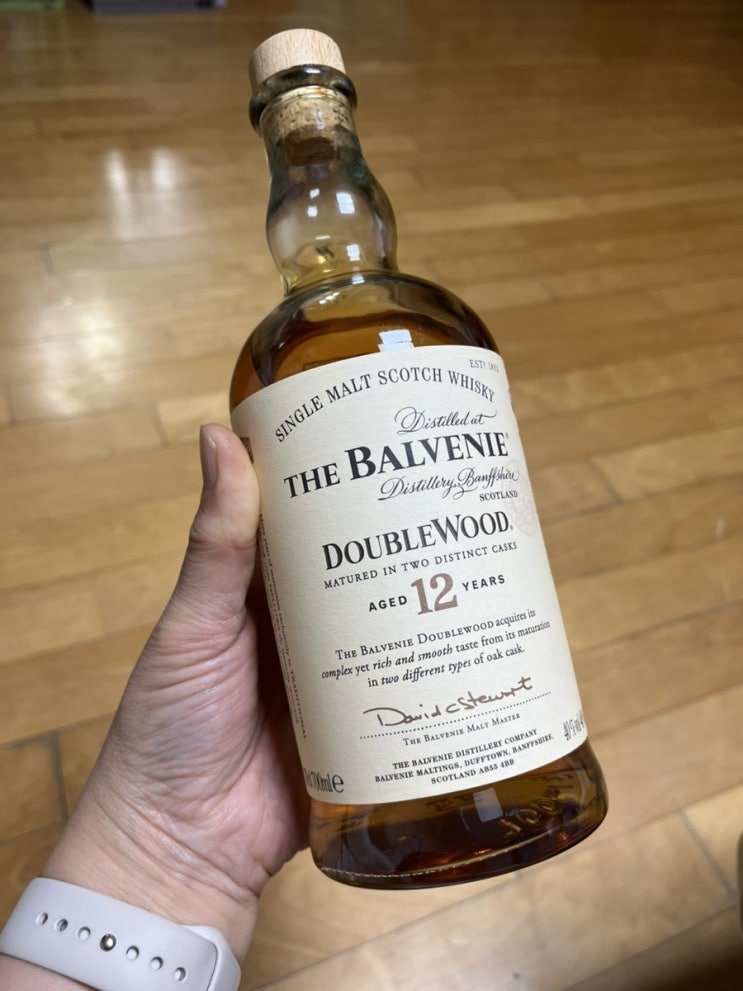 ESTD 1892
SINGLE MALT SCOTCH WHISKY
Distilled at
THE BALVENIE®
Distillery, Banffshire
SCOTLAND
DOUBLEWOOD®
MATURED IN TWO DISTINCT CASKS
AGED 12 YEARS
THE BALVENIE DOUBLEWOOD acquires its
complex yet rich and smooth taste from its maturation
in two different types of oak cask.
David C Stewart
THE BALVENIE MALT MASTER
THE BALVENIE DISTILLERY COMPANY
BALVENIE MALTINGS, DUFFTOWN, BANFFSHIRE,
SCOTLAND AB55 4BB
700ml e
TRADITIONAL